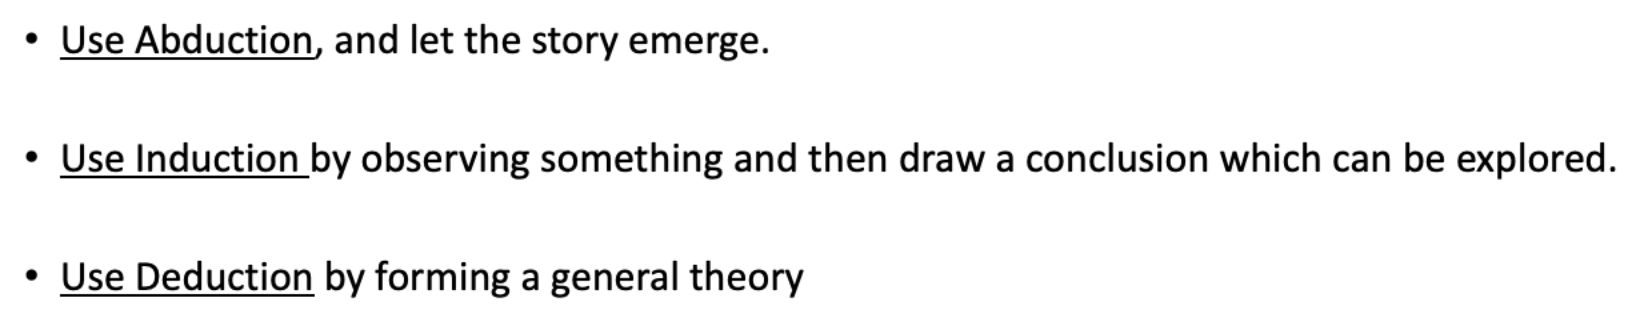 • Use Abduction, and let the story emerge.
• Use Induction by observing something and then draw a conclusion which can be explored.
• Use Deduction by forming a general theory